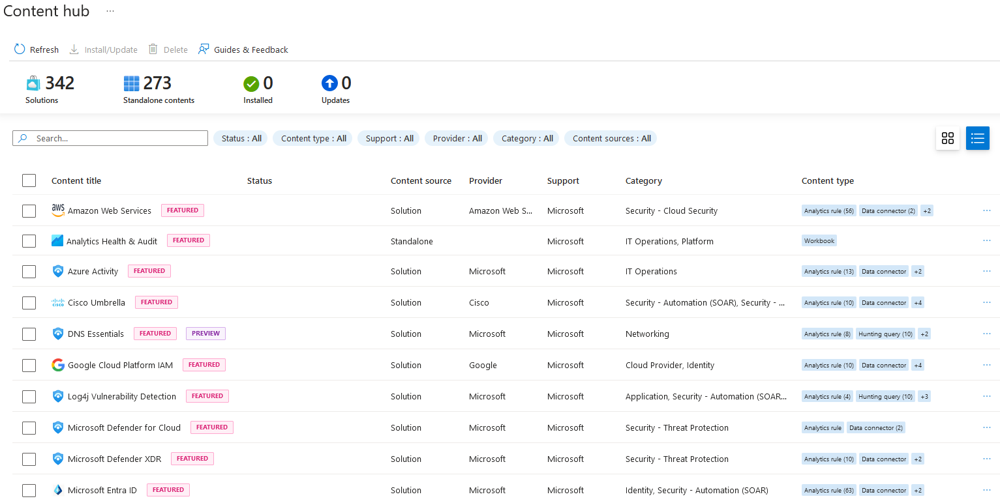 Content hub ...
Refresh Install/Update Delete Guides & Feedback
342 273 0 0
Solutions Standalone contents Installed Updates
Search... Status : All Content type : All Support : All Provider : All Category : All Content sources : All
Content title Status Content source Provider Support Category Content type
aws Amazon Web Services FEATURED Solution Amazon Web S... Microsoft Security - Cloud Security Analytics rule (56) Data connector (2) +2 ...
Analytics Health & Audit FEATURED Standalone Microsoft IT Operations, Platform Workbook ...
Azure Activity FEATURED Solution Microsoft Microsoft IT Operations Analytics rule (13) Data connector +2 ...
cisco Cisco Umbrella FEATURED Solution Cisco Microsoft Security - Automation (SOAR), Security - ... Analytics rule (10) Data connector +4 ...
DNS Essentials FEATURED PREVIEW Solution Microsoft Microsoft Networking Analytics rule (8) Hunting query (10) +2 ...
Google Cloud Platform IAM FEATURED Solution Google Microsoft Cloud Provider, Identity Analytics rule (10) Data connector +4 ...
Log4j Vulnerability Detection FEATURED Solution Microsoft Microsoft Application, Security - Automation (SOAR... Analytics rule (4) Hunting query (10) +3 ...
Microsoft Defender for Cloud FEATURED Solution Microsoft Microsoft Security - Threat Protection Analytics rule Data connector (2) ...
Microsoft Defender XDR FEATURED Solution Microsoft Microsoft Security - Threat Protection Analytics rule (10) Data connector +2 ...
Microsoft Entra ID FEATURED Solution Microsoft Microsoft Identity, Security - Automation (SOAR) Analytics rule (63) Data connector +2 ...